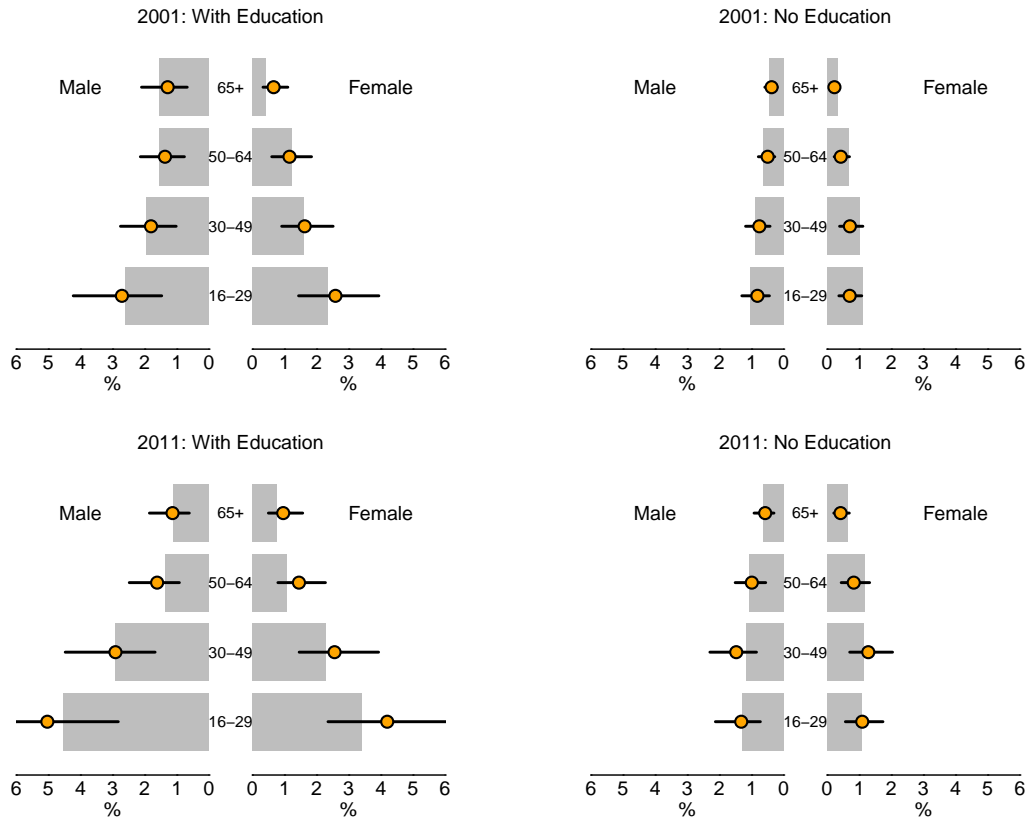 2001: With Education
Male 65+ Female
50−64
30−49
16−29
6 5 4 3 2 1 0 0 1 2 3 4 5 6
% %
2001: No Education
Male 65+ Female
50−64
30−49
16−29
6 5 4 3 2 1 0 0 1 2 3 4 5 6
% %
2011: With Education
Male 65+ Female
50−64
30−49
16−29
6 5 4 3 2 1 0 0 1 2 3 4 5 6
% %
2011: No Education
Male 65+ Female
50−64
30−49
16−29
6 5 4 3 2 1 0 0 1 2 3 4 5 6
% %